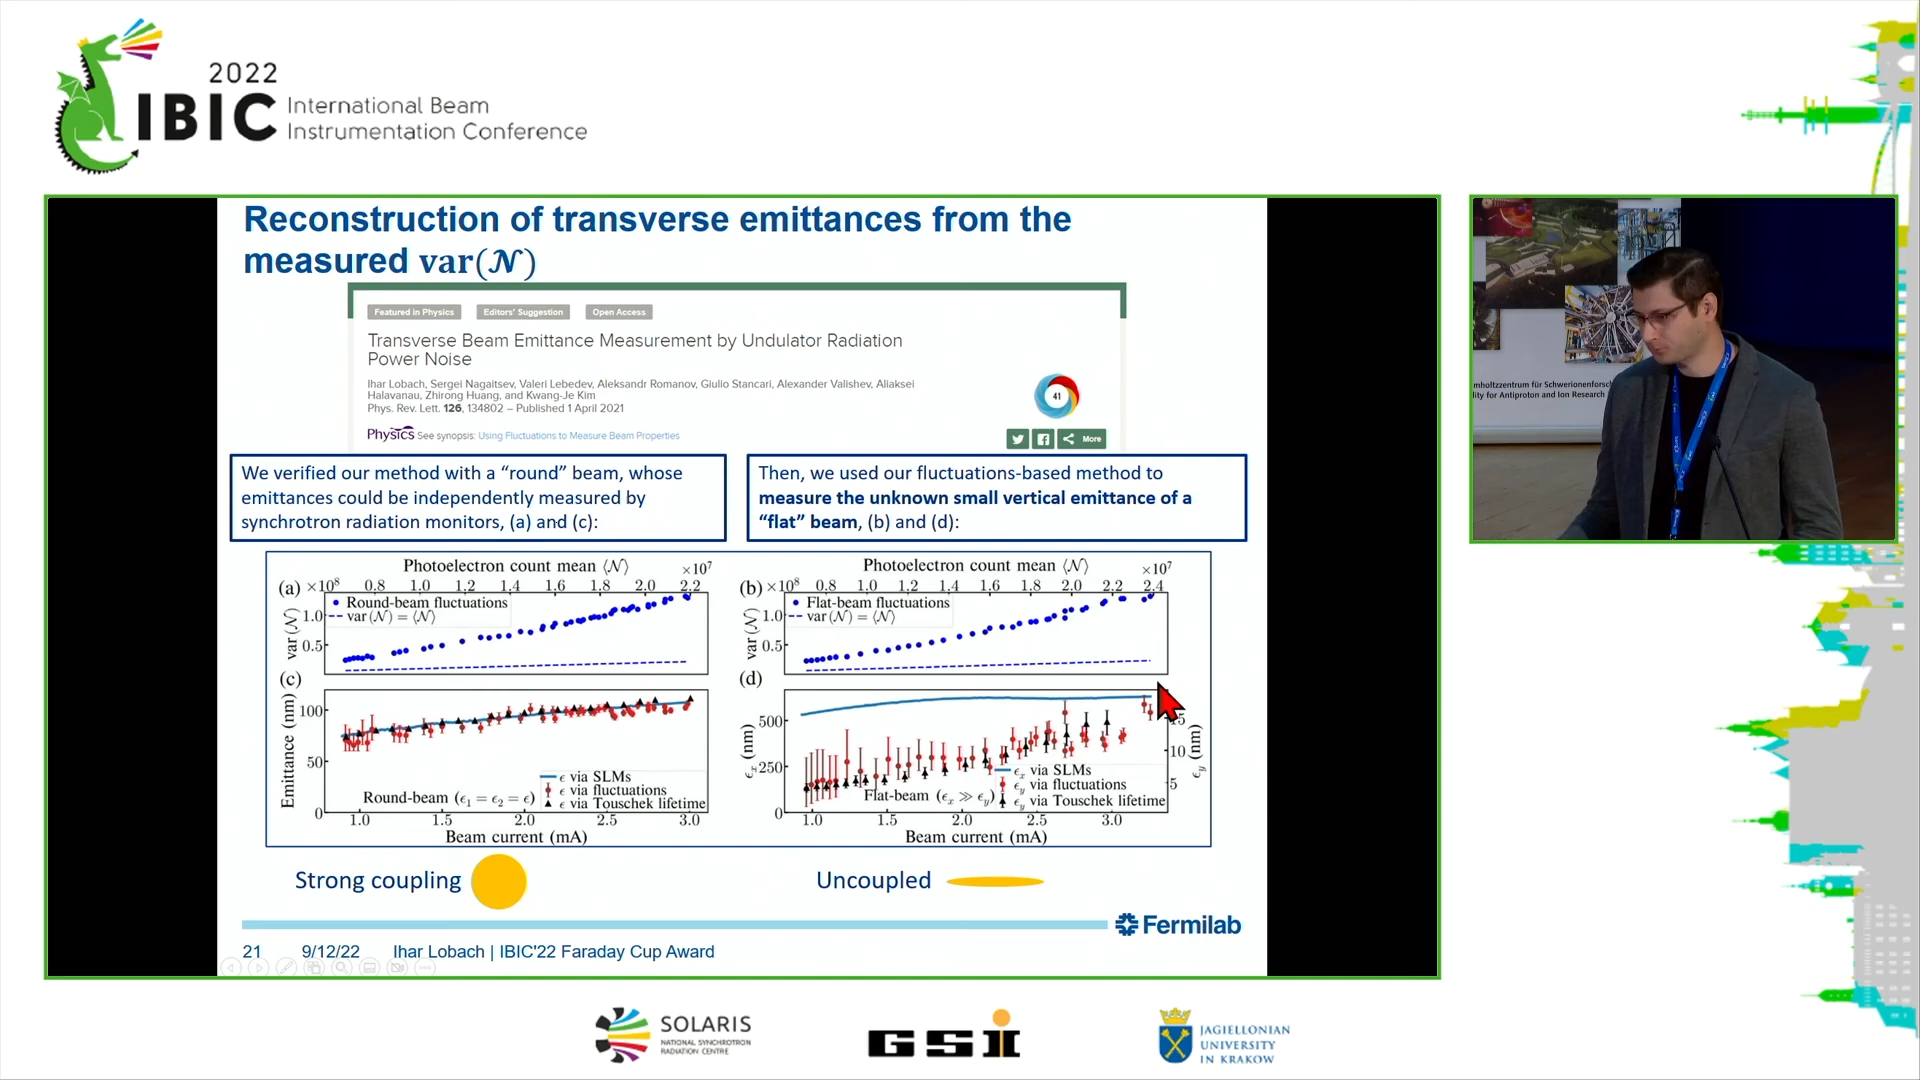 2022
IBIC International Beam
Instrumentation Conference
Reconstruction of transverse emittances from the
measured var(𝒩)
Featured in Physics Editors' Suggestion Open Access
Transverse Beam Emittance Measurement by Undulator Radiation
Power Noise
Ihar Lobach, Sergei Nagaitsev, Valeri Lebedev, Aleksandr Romanov, Giulio Stancari, Alexander Valishev, Aliaksei
Halavanau, Zhirong Huang, and Kwang-Je Kim
Phys. Rev. Lett. 126, 134802 – Published 1 April 2021
41
Physics See synopsis: Using Fluctuations to Measure Beam Properties
More
We verified our method with a “round” beam, whose
emittances could be independently measured by
synchrotron radiation monitors, (a) and (c):
Then, we used our fluctuations-based method to
measure the unknown small vertical emittance of a
“flat” beam, (b) and (d):
Photoelectron count mean ⟨𝒩⟩
×10⁷
(a) ×10⁸ 0.8 1.0 1.2 1.4 1.6 1.8 2.0 2.2
Round-beam fluctuations
var(𝒩) = ⟨𝒩⟩
var(𝒩)
1.0
0.5
(c)
Emittance (nm)
100
50
0
ϵ via SLMs
ϵ via fluctuations
ϵ via Touschek lifetime
Round-beam (ϵ₁ = ϵ₂ = ϵ)
1.0 1.5 2.0 2.5 3.0
Beam current (mA)
Photoelectron count mean ⟨𝒩⟩
×10⁷
(b) ×10⁸ 0.8 1.0 1.2 1.4 1.6 1.8 2.0 2.2 2.4
Flat-beam fluctuations
var(𝒩) = ⟨𝒩⟩
var(𝒩)
1.0
0.5
(d)
ϵₓ (nm)
500
250
0
15
10
5
ϵ_y (nm)
ϵₓ via SLMs
ϵ_y via fluctuations
ϵ_y via Touschek lifetime
Flat-beam (ϵₓ ≫ ϵ_y)
1.0 1.5 2.0 2.5 3.0
Beam current (mA)
Strong coupling
Uncoupled
Fermilab
21 9/12/22 Ihar Lobach | IBIC'22 Faraday Cup Award
mholtzzentrum für Schwerionenforsc
lity for Antiproton and Ion Research
SOLARIS
NATIONAL SYNCHROTRON
RADIATION CENTRE
GSI
JAGIELLONIAN
UNIVERSITY
IN KRAKOW